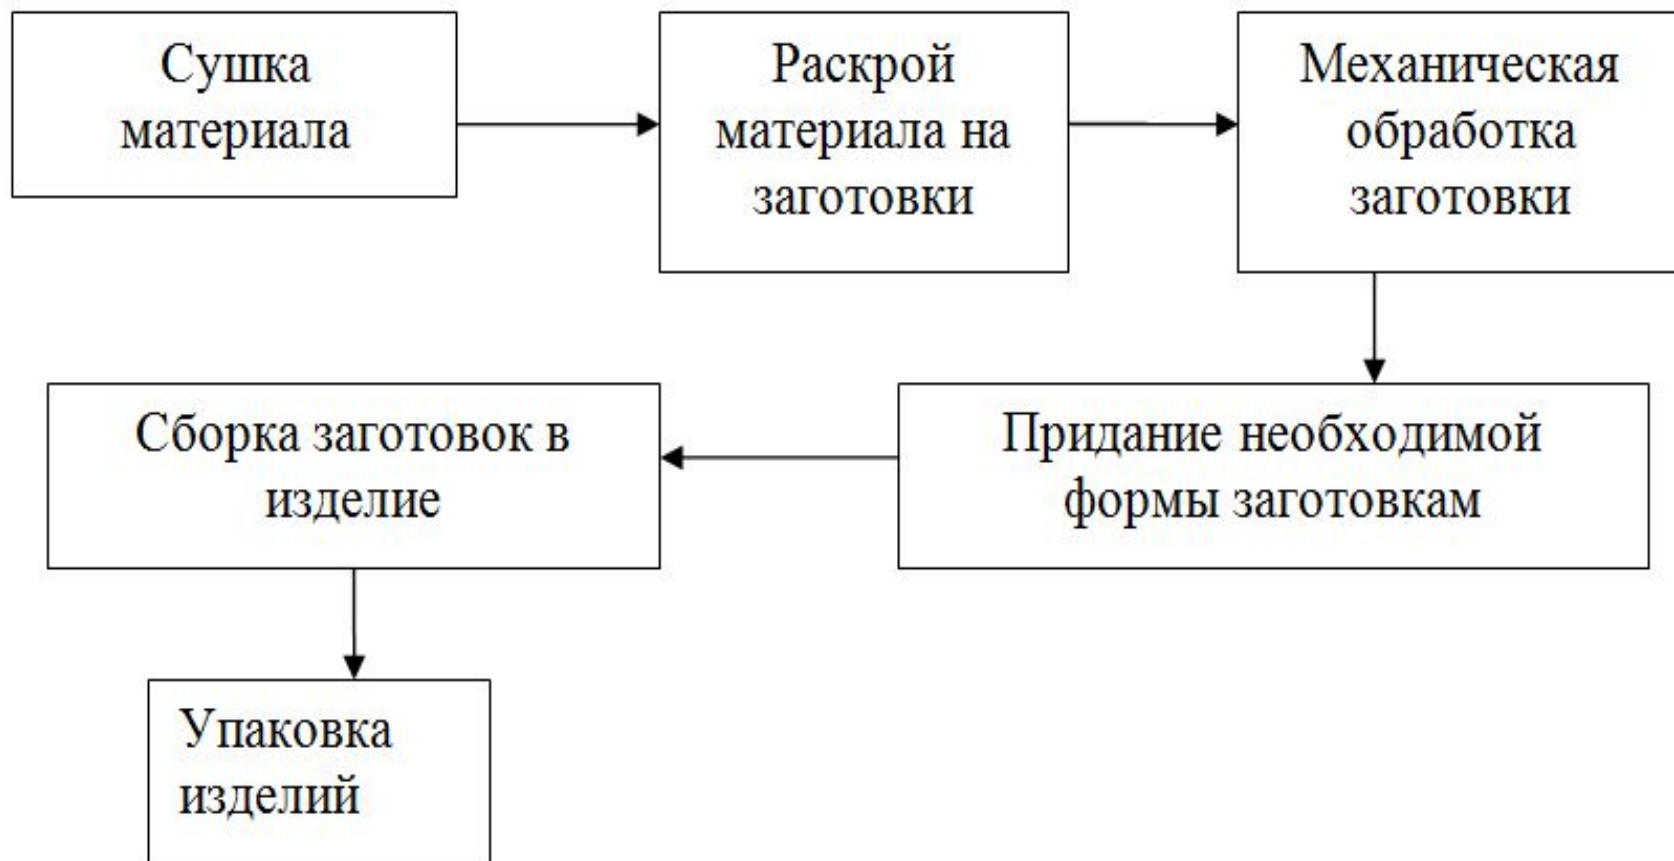 Сушка
материала
Раскрой
материала на
заготовки
Механическая
обработка
заготовки
Придание необходимой
формы заготовкам
Сборка заготовок в
изделие
Упаковка
изделий